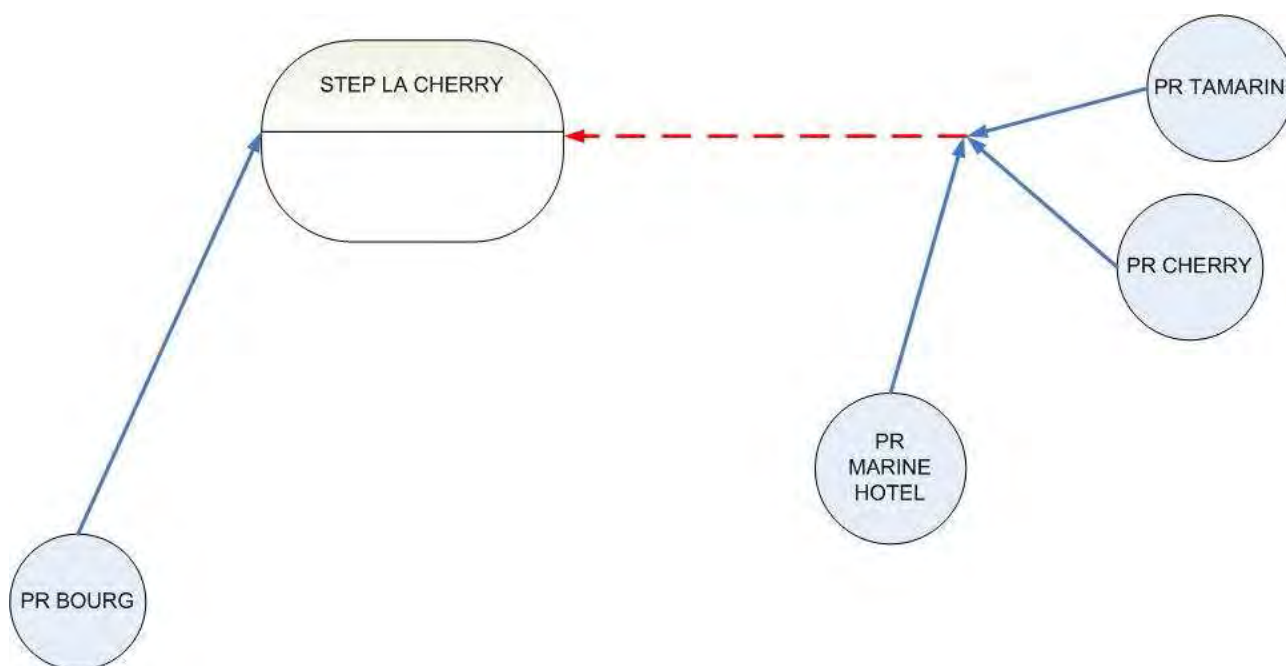 STEP LA CHERRY
PR TAMARIN
PR CHERRY
PR
MARINE
HOTEL
PR BOURG